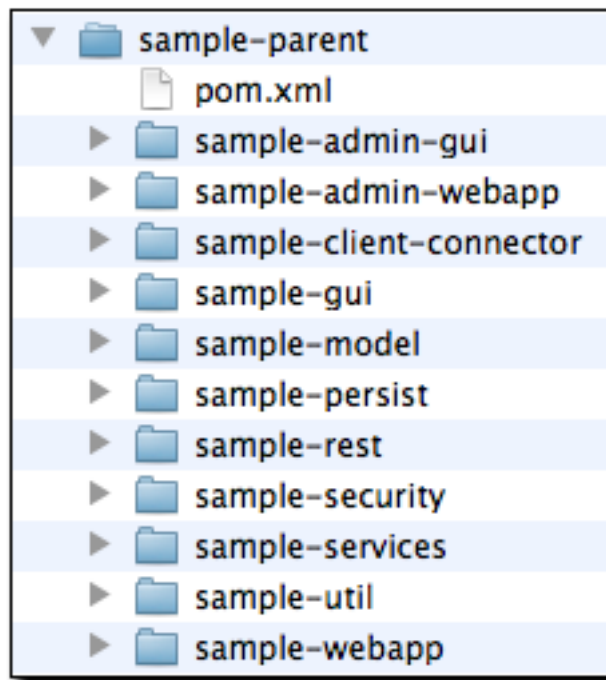 sample-parent
pom.xml
sample-admin-gui
sample-admin-webapp
sample-client-connector
sample-gui
sample-model
sample-persist
sample-rest
sample-security
sample-services
sample-util
sample-webapp